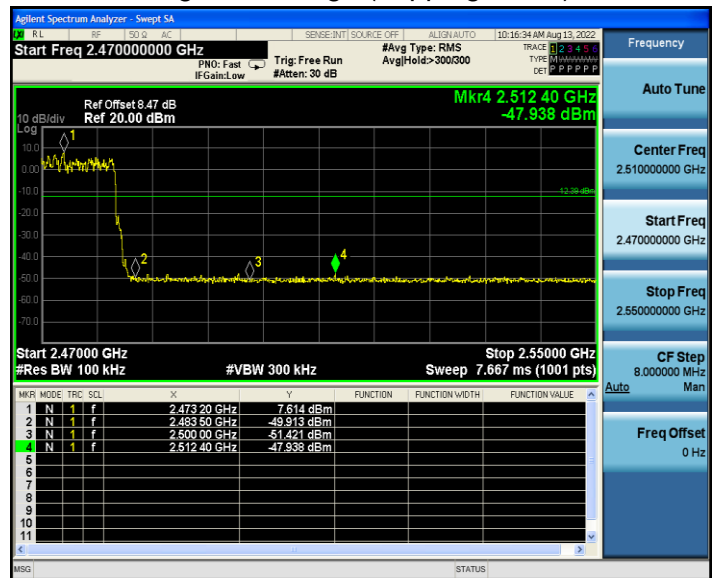 Agilent Spectrum Analyzer - Swept SA
RL RF 50 Ω AC SENSE:INT SOURCE OFF ALIGN AUTO 10:16:34 AM Aug 13, 2022
Start Freq 2.470000000 GHz
PNO: Fast
IFGain:Low
Trig: Free Run
#Atten: 30 dB
#Avg Type: RMS
Avg|Hold:>300/300
TRACE 1 2 3 4 5 6
TYPE M
DET P P P P P P
Mkr4 2.512 40 GHz
-47.938 dBm
Ref Offset 8.47 dB
10 dB/div Ref 20.00 dBm
Log
10.0
0.00
-10.0
-20.0
-30.0
-40.0
-50.0
-60.0
-70.0
-12.39 dBm
1
2
3
4
Start 2.47000 GHz Stop 2.55000 GHz
#Res BW 100 kHz #VBW 300 kHz Sweep 7.667 ms (1001 pts)
MKR MODE TRC SCL X Y FUNCTION FUNCTION WIDTH FUNCTION VALUE
1 N 1 f 2.473 20 GHz 7.614 dBm
2 N 1 f 2.483 50 GHz -49.913 dBm
3 N 1 f 2.500 00 GHz -51.421 dBm
4 N 1 f 2.512 40 GHz -47.938 dBm
5
6
7
8
9
10
11
MSG STATUS
Frequency
Auto Tune
Center Freq
2.510000000 GHz
Start Freq
2.470000000 GHz
Stop Freq
2.550000000 GHz
CF Step
8.000000 MHz
Auto Man
Freq Offset
0 Hz